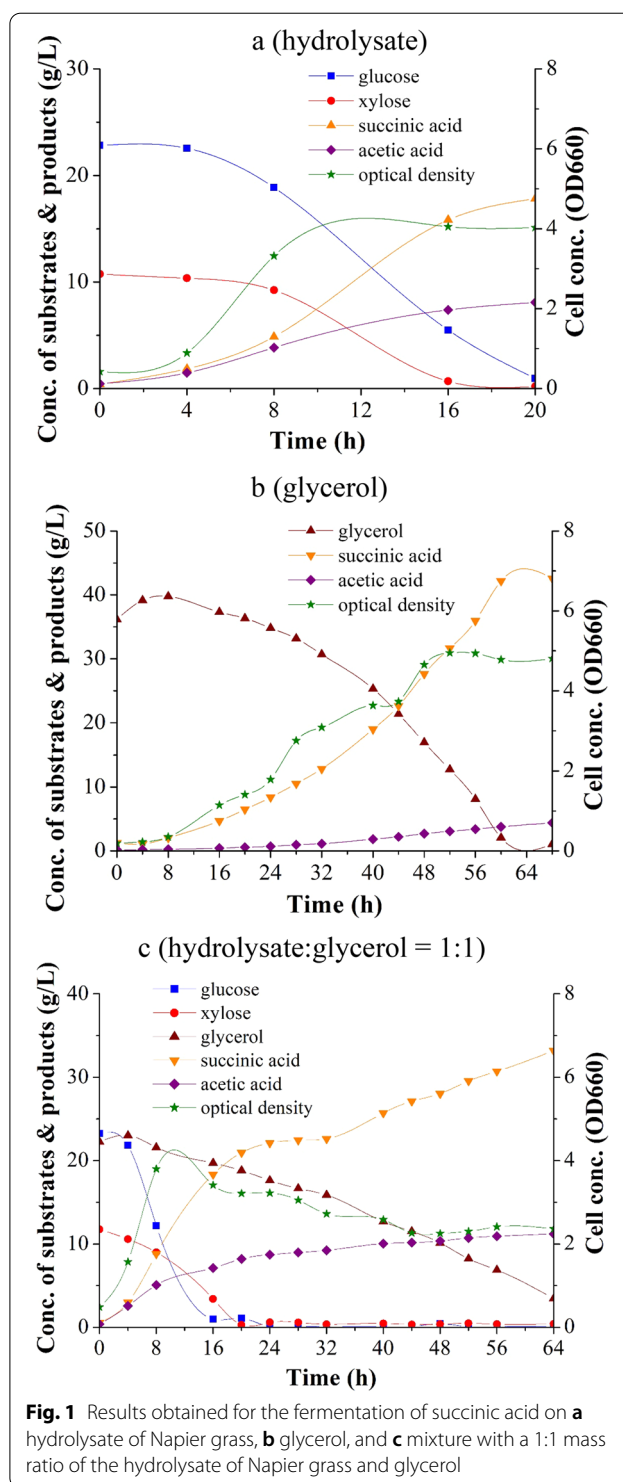 a (hydrolysate)
30
20
10
0
Conc. of substrates & products (g/L)
glucose
xylose
succinic acid
acetic acid
optical density
8
6
4
2
0
Cell conc. (OD660)
0 4 8 12 16 20
Time (h)
b (glycerol)
50
40
30
20
10
0
Conc. of substrates & products (g/L)
glycerol
succinic acid
acetic acid
optical density
8
6
4
2
0
Cell conc. (OD660)
0 8 16 24 32 40 48 56 64
Time (h)
c (hydrolysate:glycerol = 1:1)
40
30
20
10
0
Conc. of substrates & products (g/L)
glucose
xylose
glycerol
succinic acid
acetic acid
optical density
8
6
4
2
0
Cell conc. (OD660)
0 8 16 24 32 40 48 56 64
Time (h)
Fig. 1 Results obtained for the fermentation of succinic acid on a
hydrolysate of Napier grass, b glycerol, and c mixture with a 1:1 mass
ratio of the hydrolysate of Napier grass and glycerol